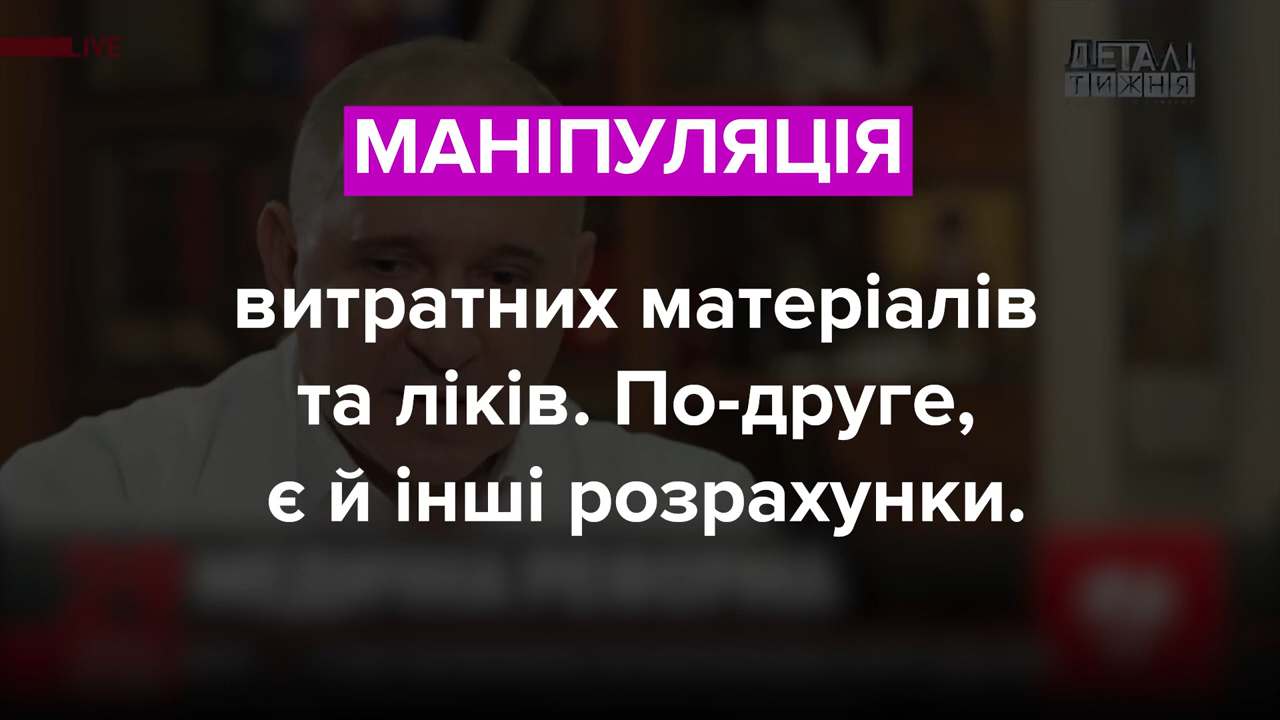 LIVE
ДЕТАЛІ
ТИЖНЯ
МАНІПУЛЯЦІЯ
витратних матеріалів
та ліків. По-друге,
є й інші розрахунки.